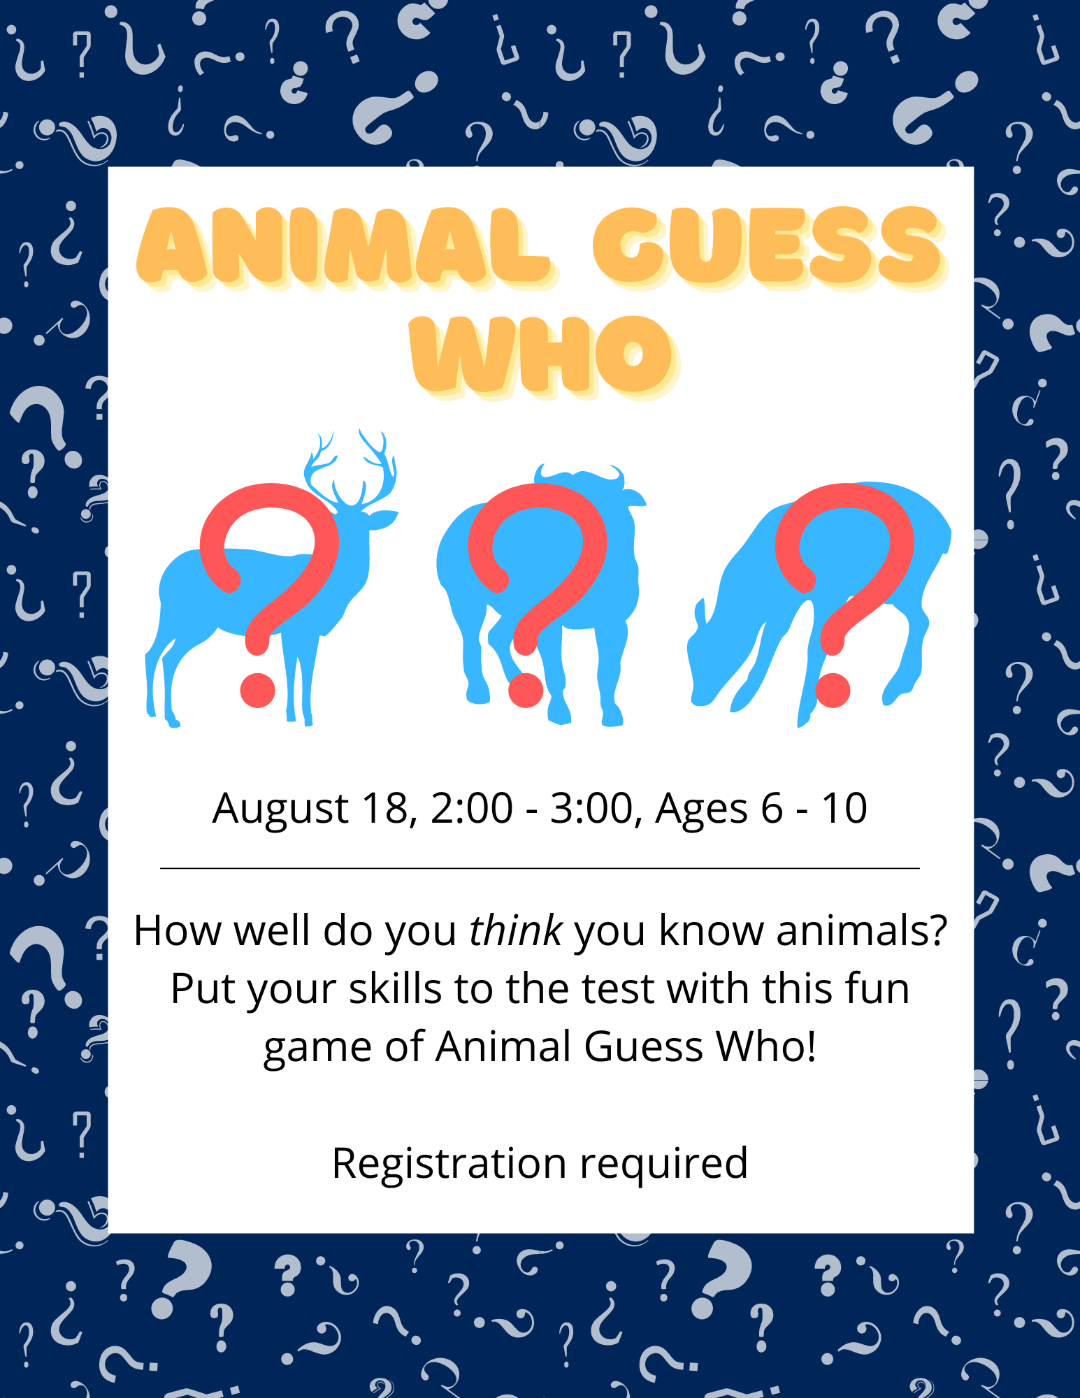 ANIMAL GUESS
WHO
August 18, 2:00 - 3:00, Ages 6 - 10
How well do you think you know animals?
Put your skills to the test with this fun
game of Animal Guess Who!
Registration required